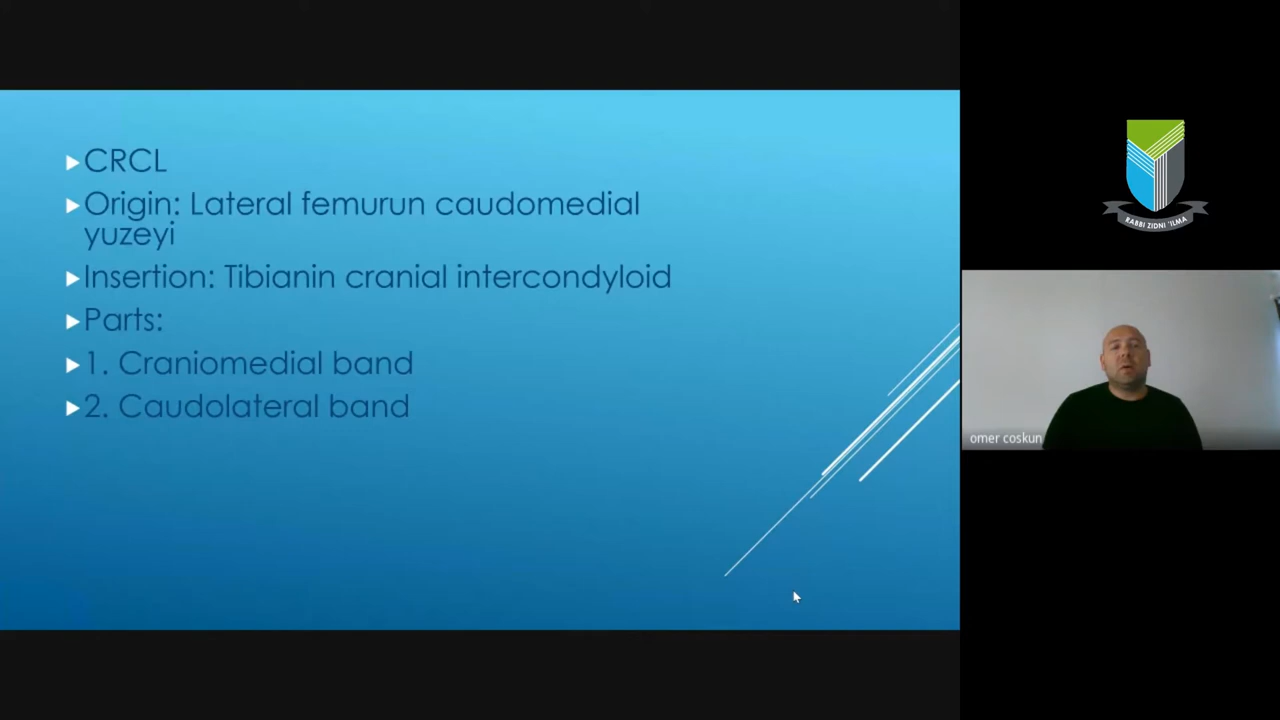 CRCL
Origin: Lateral femurun caudomedial
yuzeyi
Insertion: Tibianin cranial intercondyloid
Parts:
1. Craniomedial band
2. Caudolateral band
RABBI ZIDNI 'ILMA
omer coskun